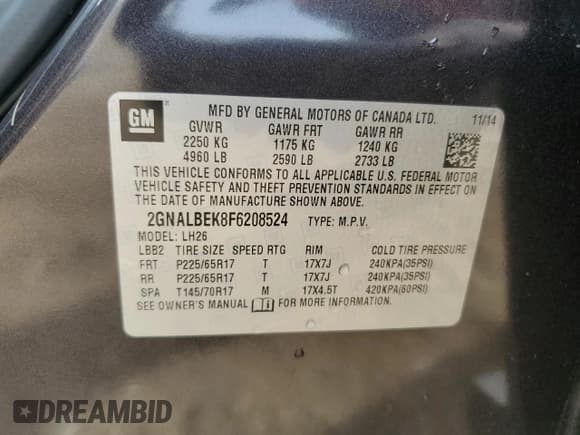 GM
MFD BY GENERAL MOTORS OF CANADA LTD. 11/14
GVWR GAWR FRT GAWR RR
2250 KG 1175 KG 1240 KG
4960 LB 2590 LB 2733 LB
THIS VEHICLE CONFORMS TO ALL APPLICABLE U.S. FEDERAL MOTOR
VEHICLE SAFETY AND THEFT PREVENTION STANDARDS IN EFFECT ON
THE DATE OF MANUFACTURE SHOWN ABOVE.
2GNALBEK8F6208524 TYPE: M.P.V.
MODEL: LH26
LBB2 TIRE SIZE SPEED RTG RIM COLD TIRE PRESSURE
FRT P225/65R17 T 17X7J 240KPA(35PSI)
RR P225/65R17 T 17X7J 240KPA(35PSI)
SPA T145/70R17 M 17X4.5T 420KPA(60PSI)
SEE OWNER'S MANUAL FOR MORE INFORMATION.
DREAMBID